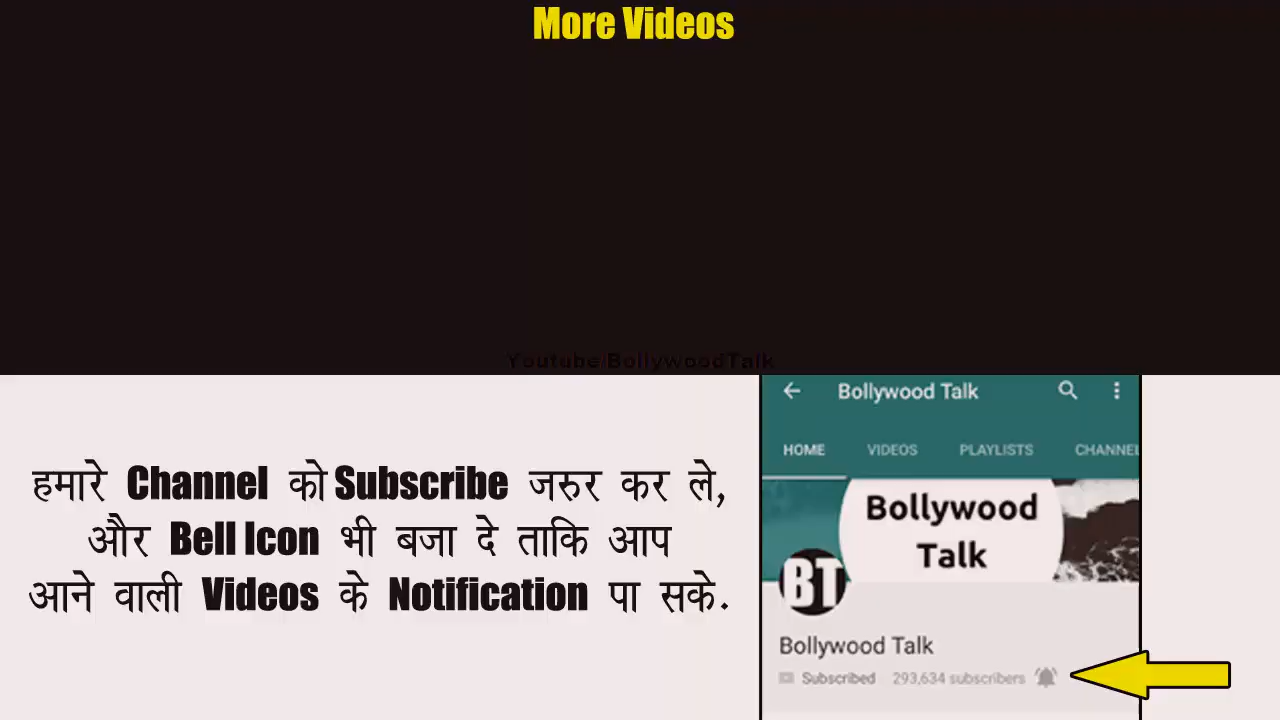 More Videos
Youtube/BollywoodTalk
हमारे Channel को Subscribe जरुर कर ले,
और Bell Icon भी बजा दे ताकि आप
आने वाली Videos के Notification पा सके.
Bollywood Talk
HOME VIDEOS PLAYLISTS CHANNEL
Bollywood
Talk
BT
Bollywood Talk
Subscribed 293,634 subscribers